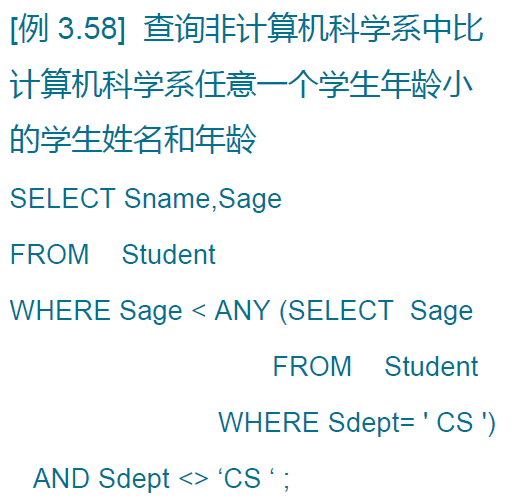 [例 3.58] 查询非计算机科学系中比
计算机科学系任意一个学生年龄小
的学生姓名和年龄
SELECT Sname,Sage
FROM Student
WHERE Sage < ANY (SELECT Sage
FROM Student
WHERE Sdept= ' CS ')
AND Sdept <> ‘CS ‘ ;